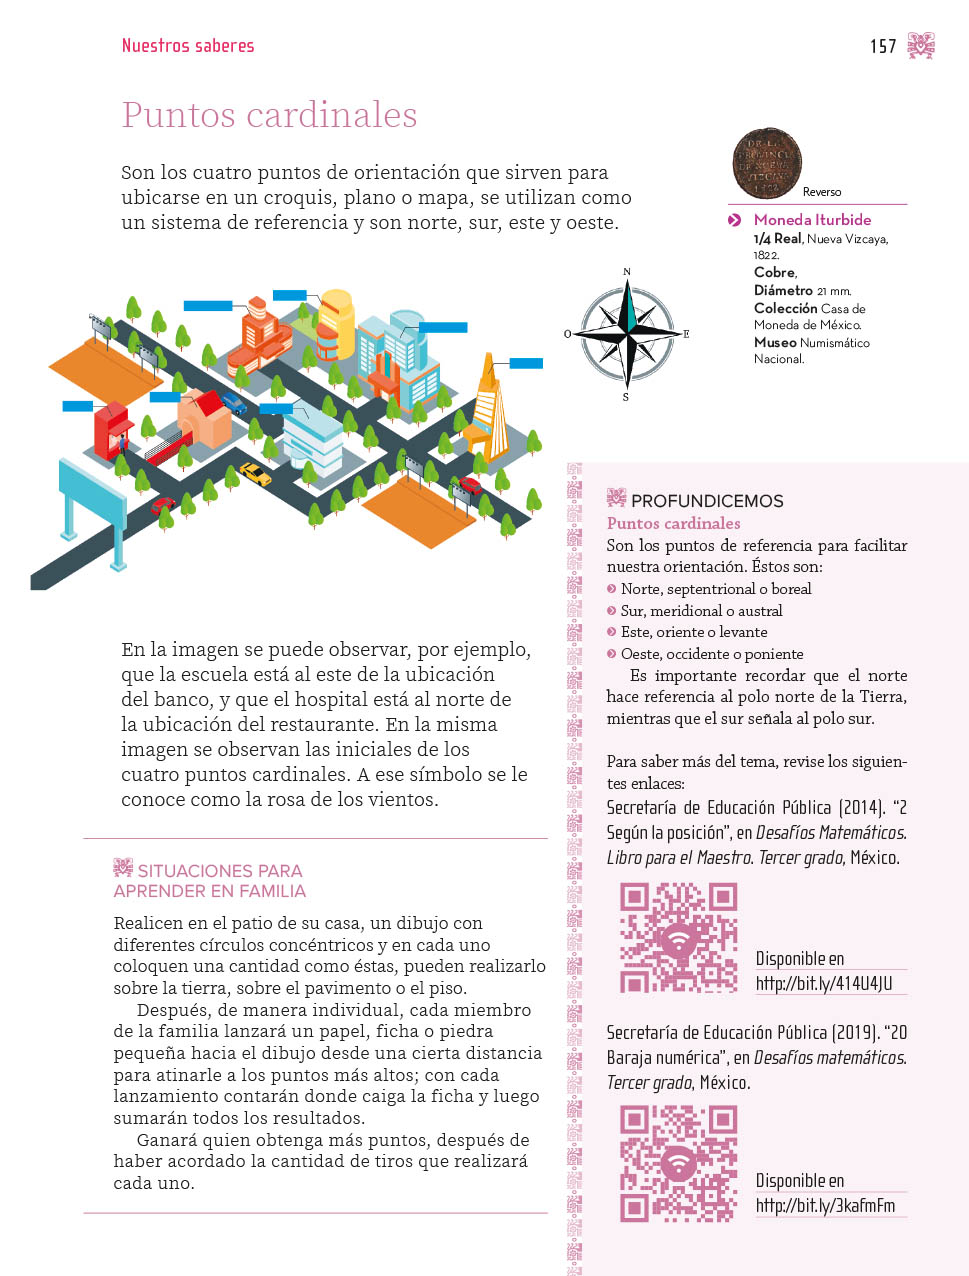 Nuestros saberes
157
Puntos cardinales
Son los cuatro puntos de orientación que sirven para
ubicarse en un croquis, plano o mapa, se utilizan como
un sistema de referencia y son norte, sur, este y oeste.
DE LA
PROVINCI
DE NUEVA
VIZCAYA
Reverso
Moneda Iturbide
1/4 Real, Nueva Vizcaya,
1822.
Cobre,
Diámetro 21 mm.
Colección Casa de
Moneda de México.
Museo Numismático
Nacional.
N
O
E
S
En la imagen se puede observar, por ejemplo,
que la escuela está al este de la ubicación
del banco, y que el hospital está al norte de
la ubicación del restaurante. En la misma
imagen se observan las iniciales de los
cuatro puntos cardinales. A ese símbolo se le
conoce como la rosa de los vientos.
SITUACIONES PARA
APRENDER EN FAMILIA
Realicen en el patio de su casa, un dibujo con
diferentes círculos concéntricos y en cada uno
coloquen una cantidad como éstas, pueden realizarlo
sobre la tierra, sobre el pavimento o el piso.
Después, de manera individual, cada miembro
de la familia lanzará un papel, ficha o piedra
pequeña hacia el dibujo desde una cierta distancia
para atinarle a los puntos más altos; con cada
lanzamiento contarán donde caiga la ficha y luego
sumarán todos los resultados.
Ganará quien obtenga más puntos, después de
haber acordado la cantidad de tiros que realizará
cada uno.
PROFUNDICEMOS
Puntos cardinales
Son los puntos de referencia para facilitar
nuestra orientación. Éstos son:
Norte, septentrional o boreal
Sur, meridional o austral
Este, oriente o levante
Oeste, occidente o poniente
Es importante recordar que el norte
hace referencia al polo norte de la Tierra,
mientras que el sur señala al polo sur.
Para saber más del tema, revise los siguien-
tes enlaces:
Secretaría de Educación Pública (2014). “2
Según la posición”, en Desafíos Matemáticos.
Libro para el Maestro. Tercer grado, México.
Disponible en
http://bit.ly/414U4JU
Secretaría de Educación Pública (2019). “20
Baraja numérica”, en Desafíos matemáticos.
Tercer grado, México.
Disponible en
http://bit.ly/3kafmFm